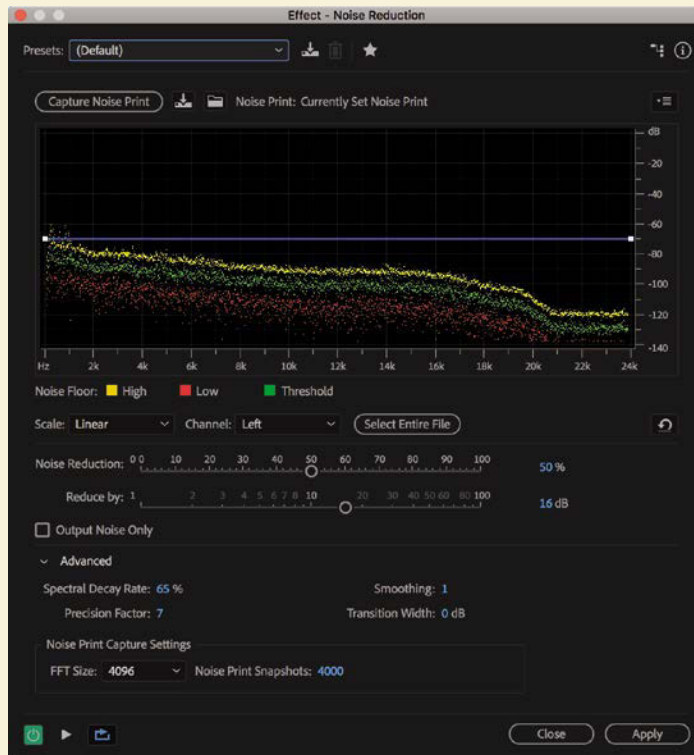 Effect - Noise Reduction
Presets: (Default)
Capture Noise Print Noise Print: Currently Set Noise Print
dB
-20
-40
-60
-80
-100
-120
-140
Hz 2k 4k 6k 8k 10k 12k 14k 16k 18k 20k 22k 24k
Noise Floor: High Low Threshold
Scale: Linear Channel: Left Select Entire File
Noise Reduction: 0 0 10 20 30 40 50 60 70 80 90 100 50 %
Reduce by: 1 2 3 4 5 6 7 8 10 20 30 40 50 60 80 100 16 dB
Output Noise Only
Advanced
Spectral Decay Rate: 65 % Smoothing: 1
Precision Factor: 7 Transition Width: 0 dB
Noise Print Capture Settings
FFT Size: 4096 Noise Print Snapshots: 4000
Close Apply